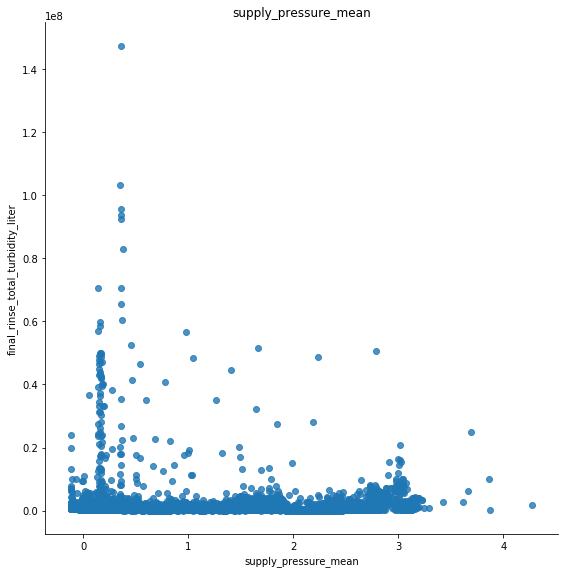 supply_pressure_mean
1e8
1.4
1.2
1.0
0.8
0.6
0.4
0.2
0.0
final_rinse_total_turbidity_liter
0 1 2 3 4
supply_pressure_mean